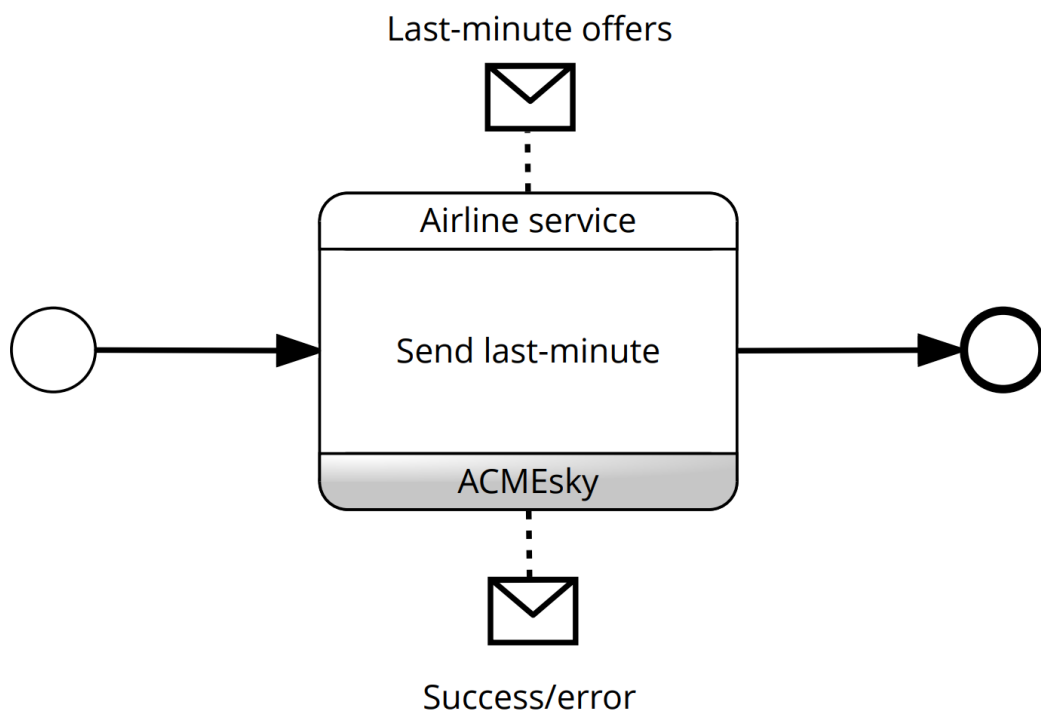 Last-minute offers
Airline service
Send last-minute
ACMEsky
Success/error